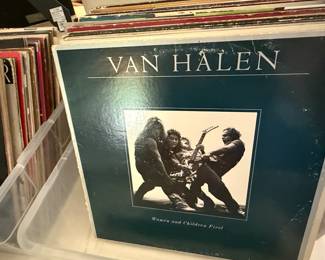 VAN HALEN
Women and Children First